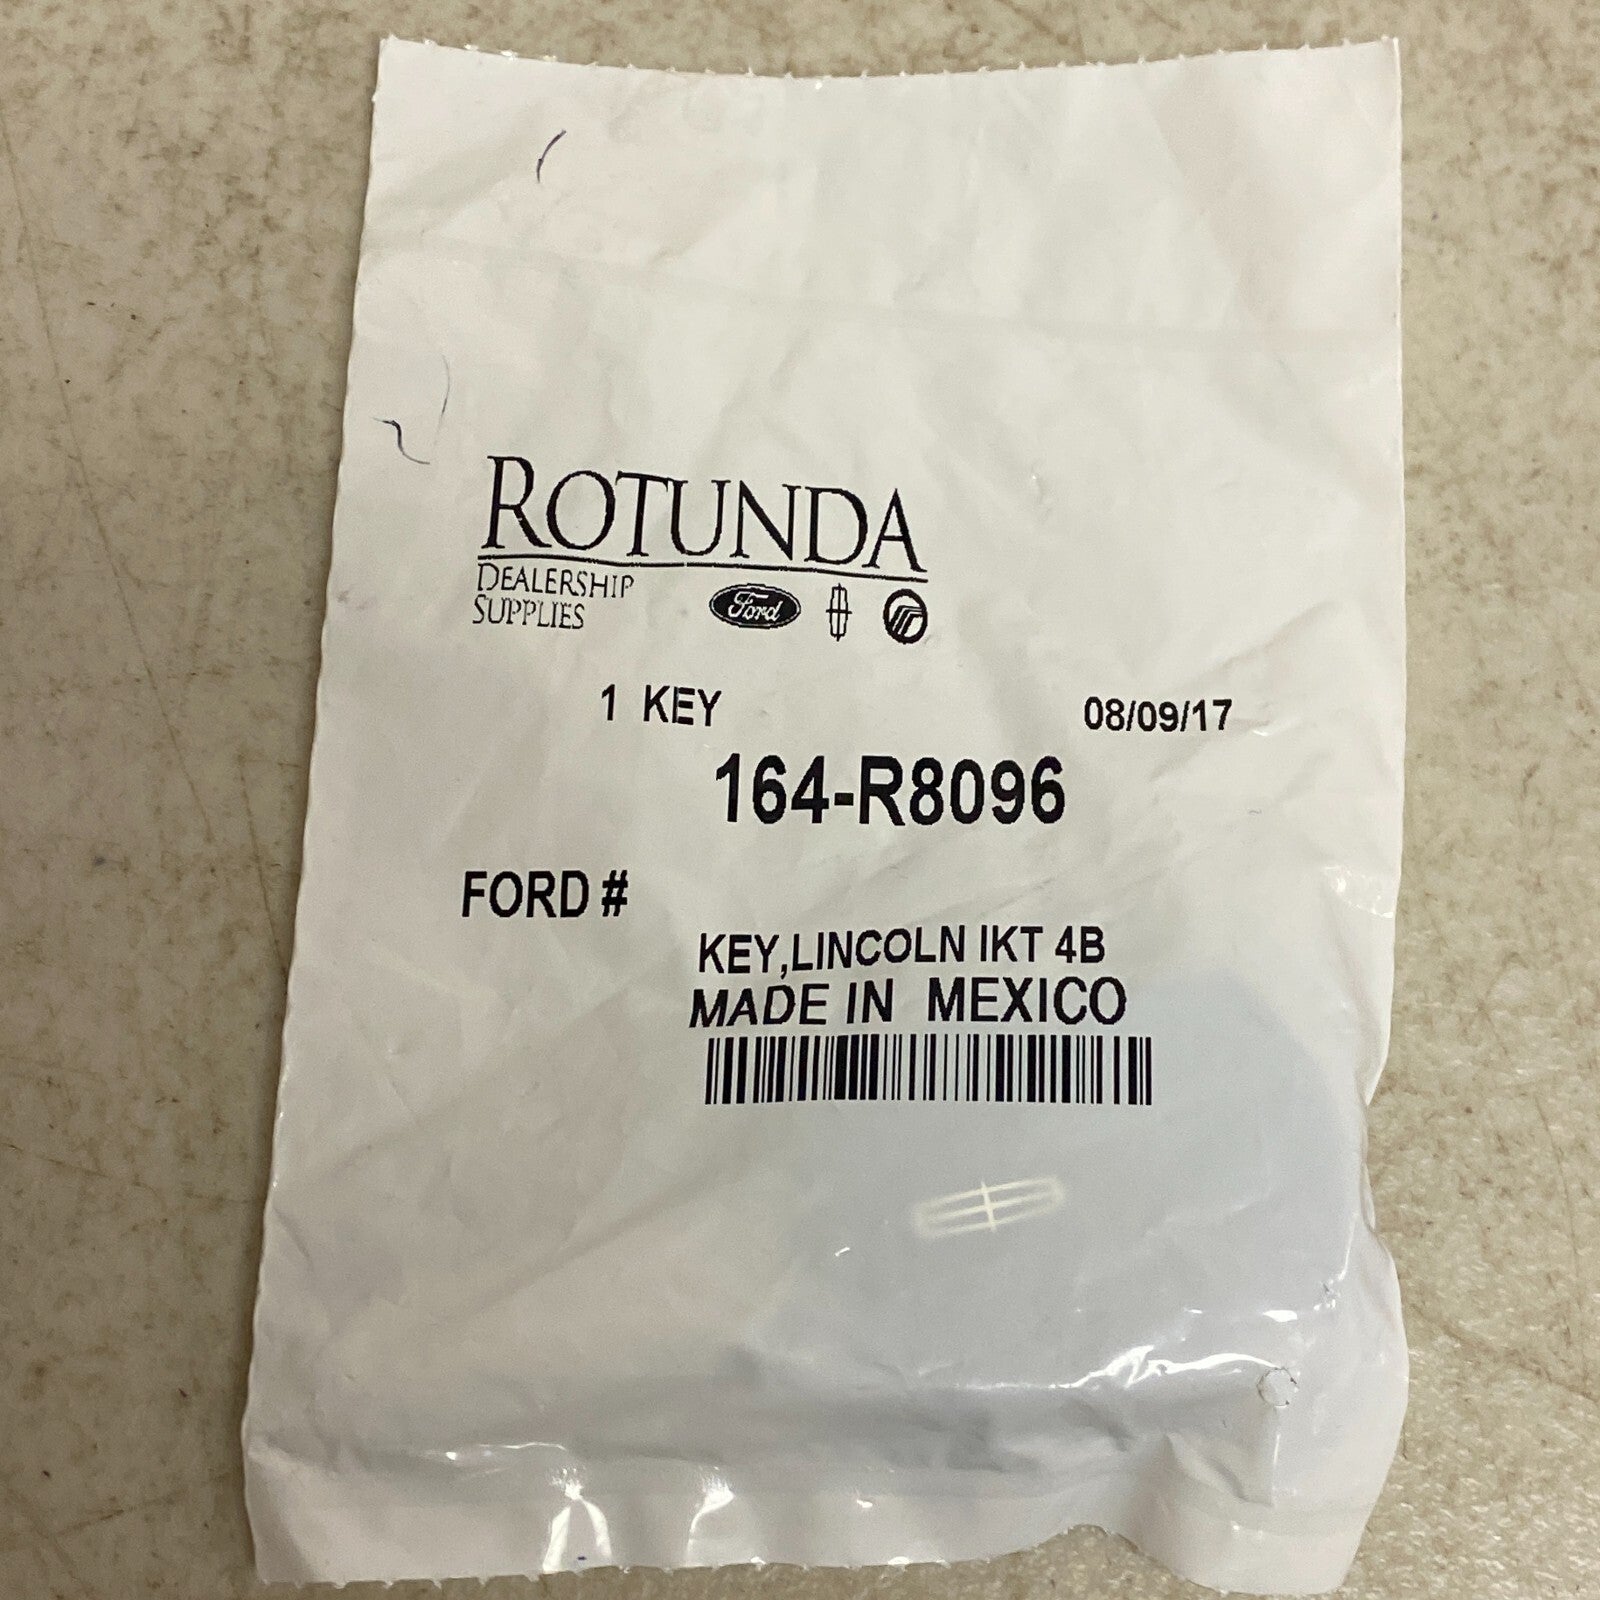 ROTUNDA
DEALERSHIP
SUPPLIES
Ford
1 KEY 08/09/17
164-R8096
FORD #
KEY,LINCOLN IKT 4B
MADE IN MEXICO